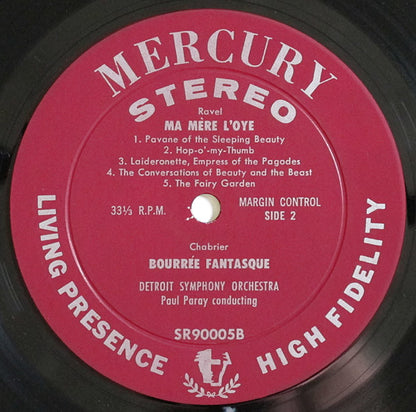 MERCURY
STEREO
Ravel
MA MÈRE L'OYE
1. Pavane of the Sleeping Beauty
2. Hop-o'-my-Thumb
3. Laideronette, Empress of the Pagodes
4. The Conversations of Beauty and the Beast
5. The Fairy Garden
33⅓ R.P.M.
MARGIN CONTROL
SIDE 2
Chabrier
BOURRÉE FANTASQUE
DETROIT SYMPHONY ORCHESTRA
Paul Paray conducting
SR90005B
LIVING PRESENCE
HIGH FIDELITY